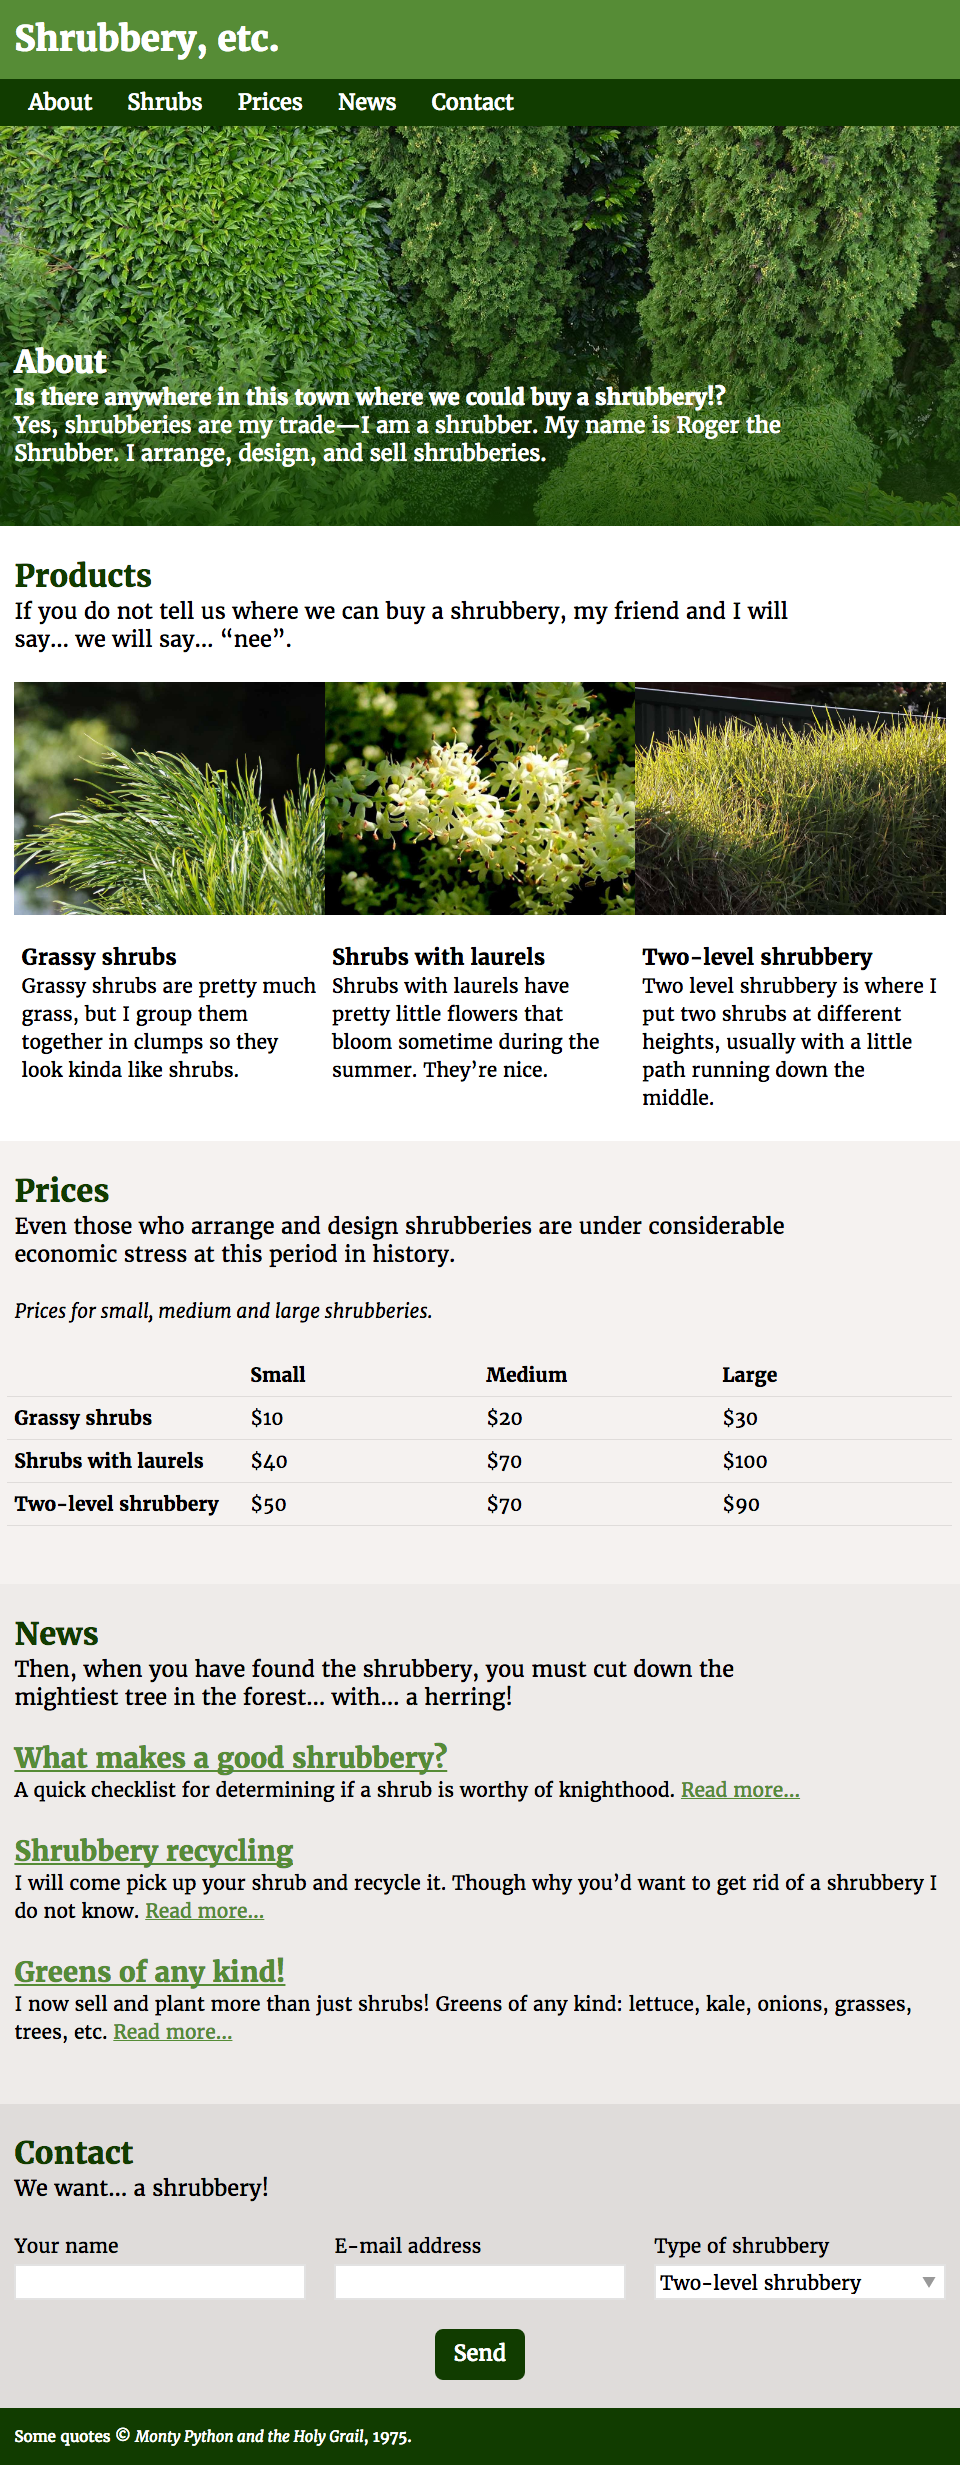 Shrubbery, etc.
About Shrubs Prices News Contact
About
Is there anywhere in this town where we could buy a shrubbery!?
Yes, shrubberies are my trade—I am a shrubber. My name is Roger the
Shrubber. I arrange, design, and sell shrubberies.
Products
If you do not tell us where we can buy a shrubbery, my friend and I will
say… we will say… “nee”.
Grassy shrubs
Grassy shrubs are pretty much
grass, but I group them
together in clumps so they
look kinda like shrubs.
Shrubs with laurels
Shrubs with laurels have
pretty little flowers that
bloom sometime during the
summer. They’re nice.
Two-level shrubbery
Two level shrubbery is where I
put two shrubs at different
heights, usually with a little
path running down the
middle.
Prices
Even those who arrange and design shrubberies are under considerable
economic stress at this period in history.
Prices for small, medium and large shrubberies.
Small Medium Large
Grassy shrubs $10 $20 $30
Shrubs with laurels $40 $70 $100
Two-level shrubbery $50 $70 $90
News
Then, when you have found the shrubbery, you must cut down the
mightiest tree in the forest… with… a herring!
What makes a good shrubbery?
A quick checklist for determining if a shrub is worthy of knighthood. Read more…
Shrubbery recycling
I will come pick up your shrub and recycle it. Though why you’d want to get rid of a shrubbery I
do not know. Read more…
Greens of any kind!
I now sell and plant more than just shrubs! Greens of any kind: lettuce, kale, onions, grasses,
trees, etc. Read more…
Contact
We want… a shrubbery!
Your name E-mail address Type of shrubbery
Two-level shrubbery
Send
Some quotes © Monty Python and the Holy Grail, 1975.